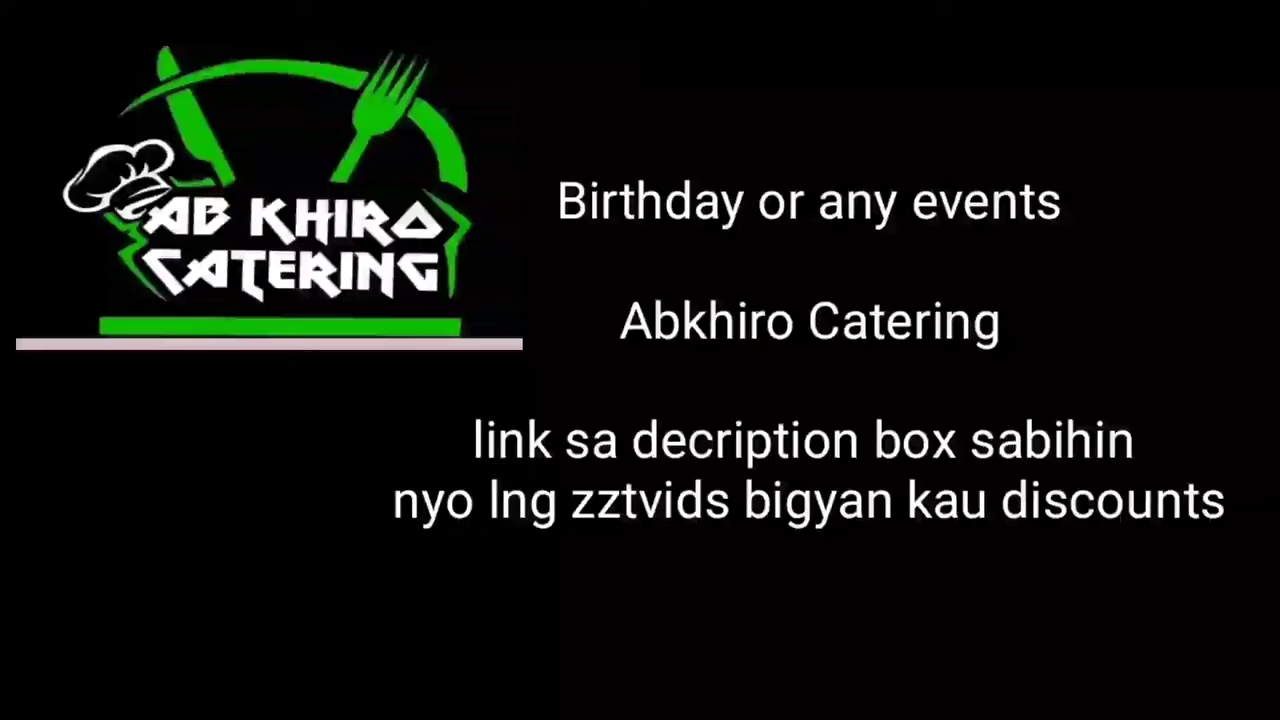 AB KHIRO
CATERING
Birthday or any events
Abkhiro Catering
link sa decription box sabihin
nyo lng zztvids bigyan kau discounts